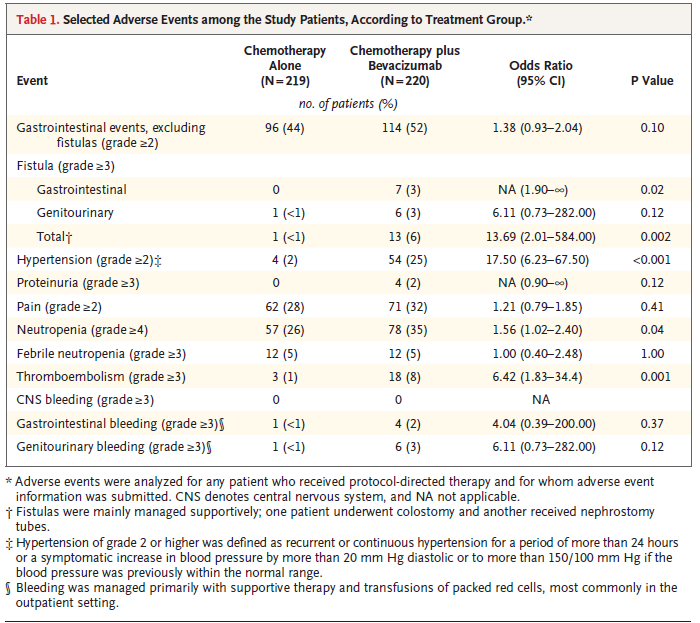 Table 1. Selected Adverse Events among the Study Patients, According to Treatment Group.*
Event Chemotherapy Alone (N=219) Chemotherapy plus Bevacizumab (N=220) Odds Ratio (95% CI) P Value
no. of patients (%)
Gastrointestinal events, excluding fistulas (grade ≥2) 96 (44) 114 (52) 1.38 (0.93–2.04) 0.10
Fistula (grade ≥3)
Gastrointestinal 0 7 (3) NA (1.90–∞) 0.02
Genitourinary 1 (<1) 6 (3) 6.11 (0.73–282.00) 0.12
Total† 1 (<1) 13 (6) 13.69 (2.01–584.00) 0.002
Hypertension (grade ≥2)‡ 4 (2) 54 (25) 17.50 (6.23–67.50) <0.001
Proteinuria (grade ≥3) 0 4 (2) NA (0.90–∞) 0.12
Pain (grade ≥2) 62 (28) 71 (32) 1.21 (0.79–1.85) 0.41
Neutropenia (grade ≥4) 57 (26) 78 (35) 1.56 (1.02–2.40) 0.04
Febrile neutropenia (grade ≥3) 12 (5) 12 (5) 1.00 (0.40–2.48) 1.00
Thromboembolism (grade ≥3) 3 (1) 18 (8) 6.42 (1.83–34.4) 0.001
CNS bleeding (grade ≥3) 0 0 NA
Gastrointestinal bleeding (grade ≥3)§ 1 (<1) 4 (2) 4.04 (0.39–200.00) 0.37
Genitourinary bleeding (grade ≥3)§ 1 (<1) 6 (3) 6.11 (0.73–282.00) 0.12
* Adverse events were analyzed for any patient who received protocol-directed therapy and for whom adverse event
information was submitted. CNS denotes central nervous system, and NA not applicable.
† Fistulas were mainly managed supportively; one patient underwent colostomy and another received nephrostomy
tubes.
‡ Hypertension of grade 2 or higher was defined as recurrent or continuous hypertension for a period of more than 24 hours
or a symptomatic increase in blood pressure by more than 20 mm Hg diastolic or to more than 150/100 mm Hg if the
blood pressure was previously within the normal range.
§ Bleeding was managed primarily with supportive therapy and transfusions of packed red cells, most commonly in the
outpatient setting.